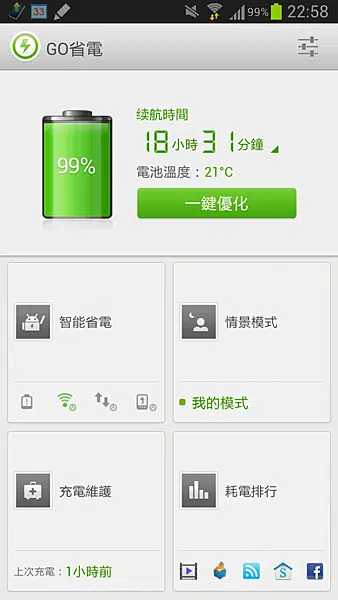 33
99%
22:58
GO省電
99%
续航時間
18小時31分鐘
電池溫度：21°C
一鍵優化
智能省電
情景模式
我的模式
充電維護
耗電排行
上次充電：1小時前
S
f